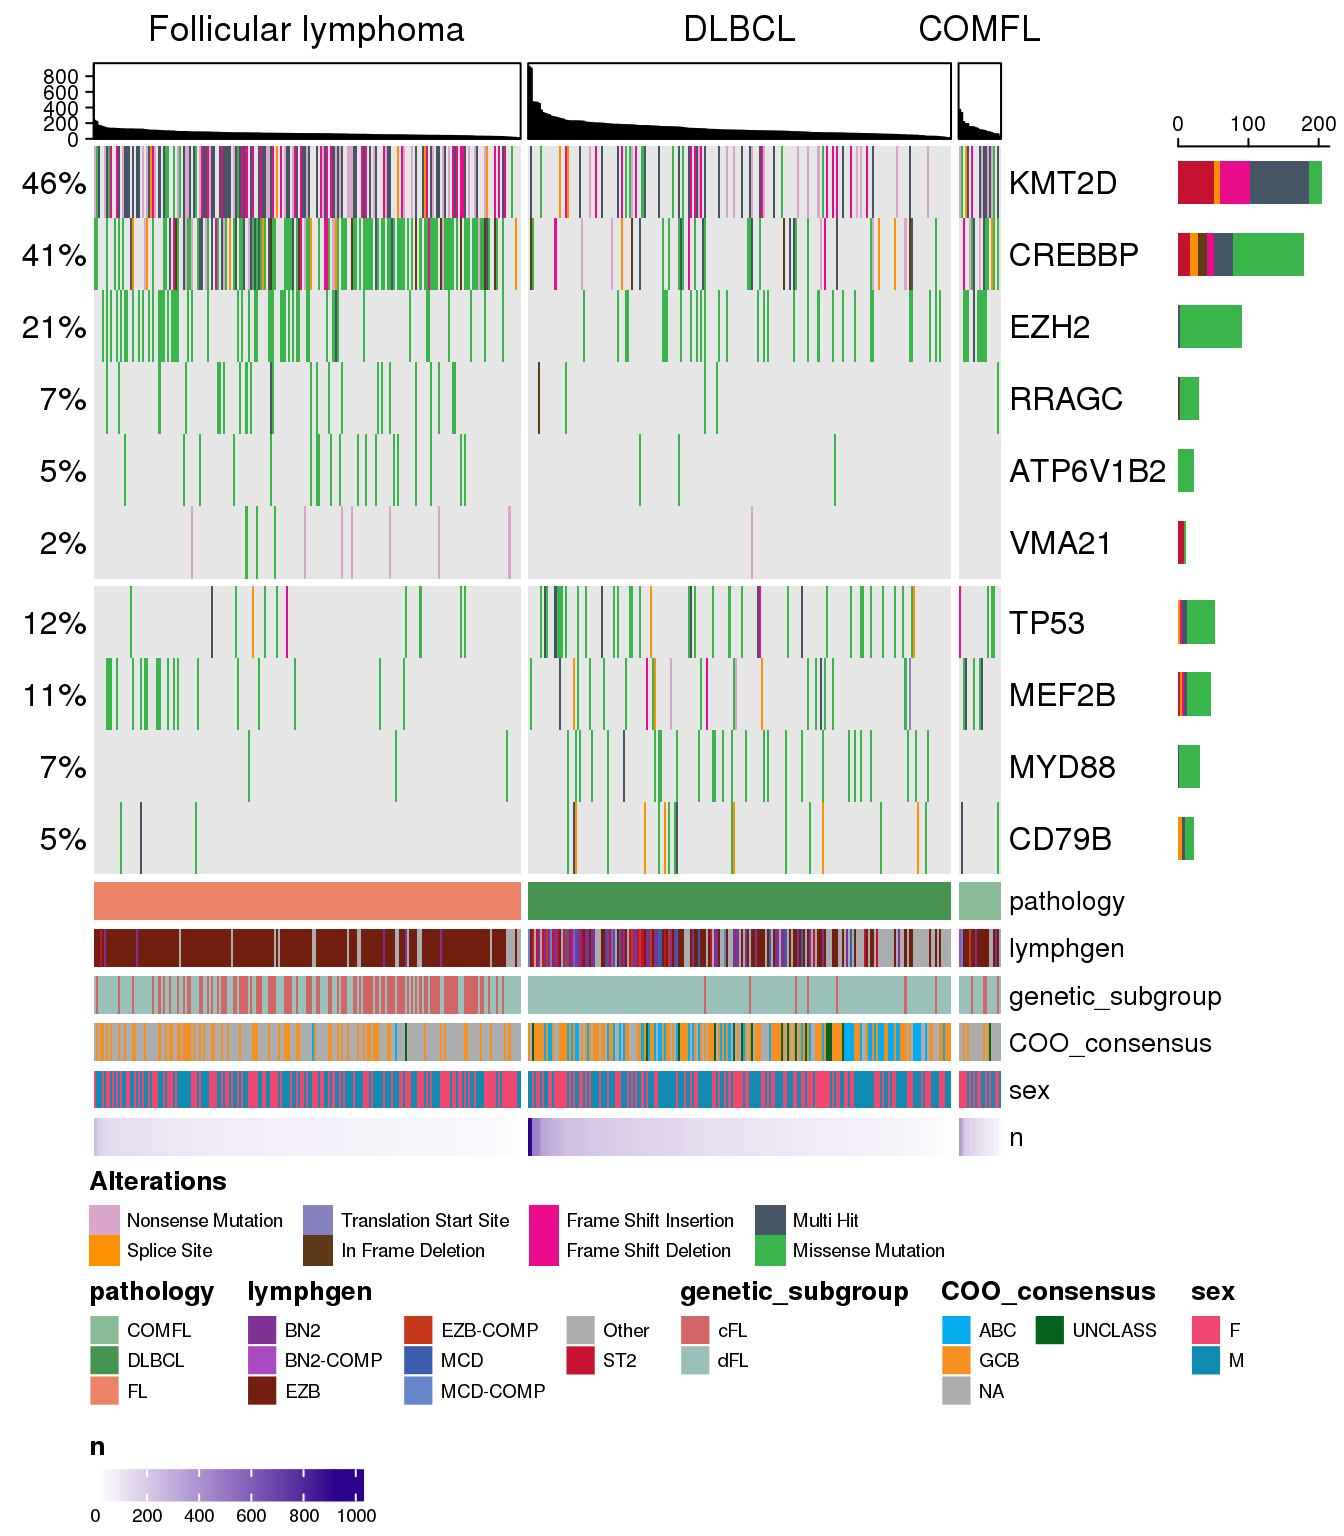 Follicular lymphoma DLBCL COMFL
800
600
400
200
0
0 100 200
46% KMT2D
41% CREBBP
21% EZH2
7% RRAGC
5% ATP6V1B2
2% VMA21
12% TP53
11% MEF2B
7% MYD88
5% CD79B
pathology
lymphgen
genetic_subgroup
COO_consensus
sex
n
Alterations
Nonsense Mutation Translation Start Site Frame Shift Insertion Multi Hit
Splice Site In Frame Deletion Frame Shift Deletion Missense Mutation
pathology lymphgen genetic_subgroup COO_consensus sex
COMFL BN2 EZB-COMP Other cFL ABC UNCLASS F
DLBCL BN2-COMP MCD ST2 dFL GCB M
FL EZB MCD-COMP NA
n
0 200 400 600 800 1000